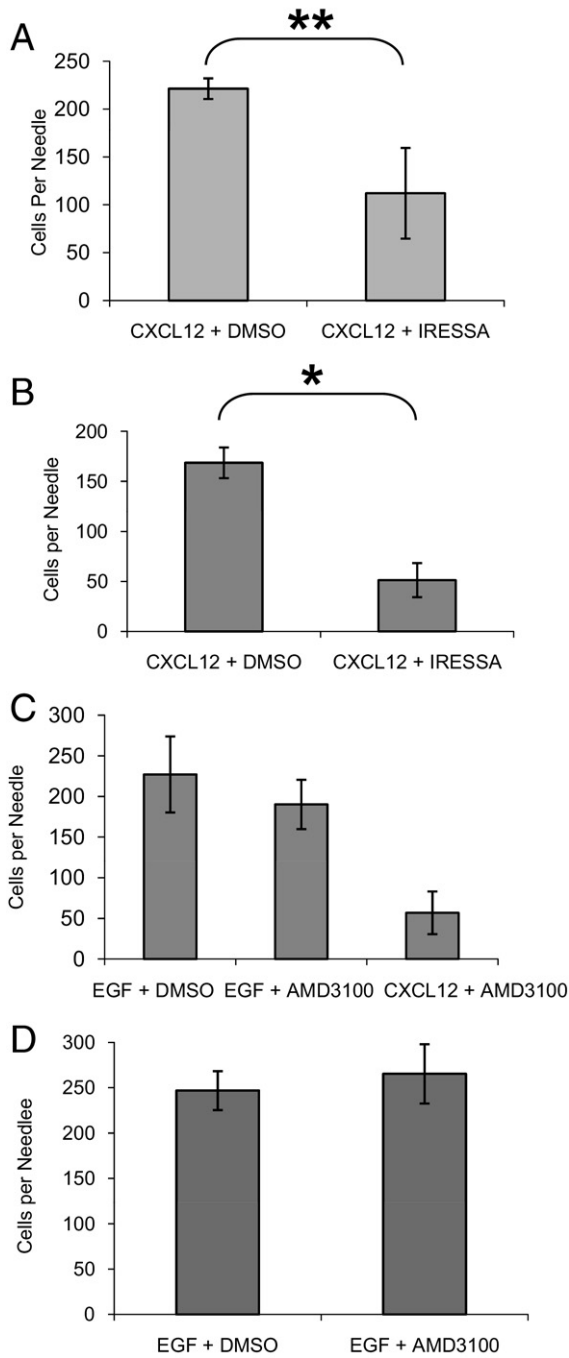 A
**
250
200
150
100
50
0
Cells Per Needle
CXCL12 + DMSO
CXCL12 + IRESSA
B
*
200
150
100
50
0
Cells per Needle
CXCL12 + DMSO
CXCL12 + IRESSA
C
300
250
200
150
100
50
0
Cells per Needle
EGF + DMSO
EGF + AMD3100
CXCL12 + AMD3100
D
300
250
200
150
100
50
0
Cells per Needlee
EGF + DMSO
EGF + AMD3100